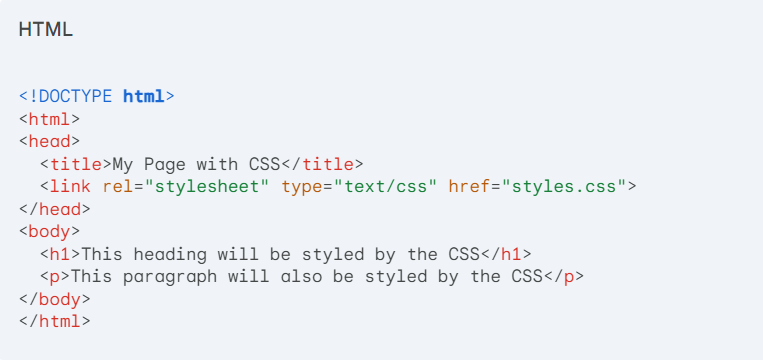 HTML
<!DOCTYPE html>
<html>
<head>
  <title>My Page with CSS</title>
  <link rel="stylesheet" type="text/css" href="styles.css">
</head>
<body>
  <h1>This heading will be styled by the CSS</h1>
  <p>This paragraph will also be styled by the CSS</p>
</body>
</html>